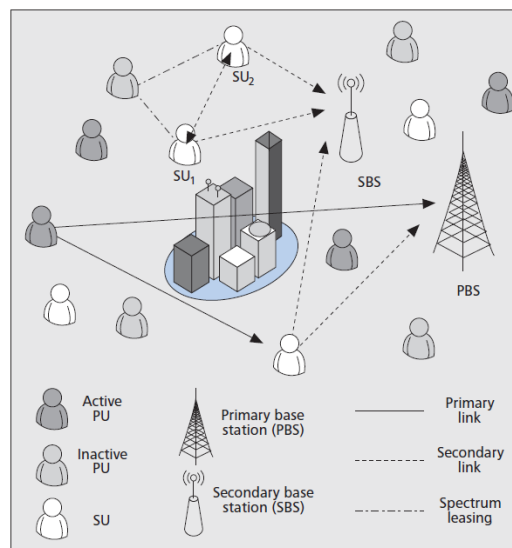 SU2
SBS
SU1
PBS
Active
PU
Primary base
station (PBS)
Primary
link
Inactive
PU
Secondary
link
SU
Secondary base
station (SBS)
Spectrum
leasing